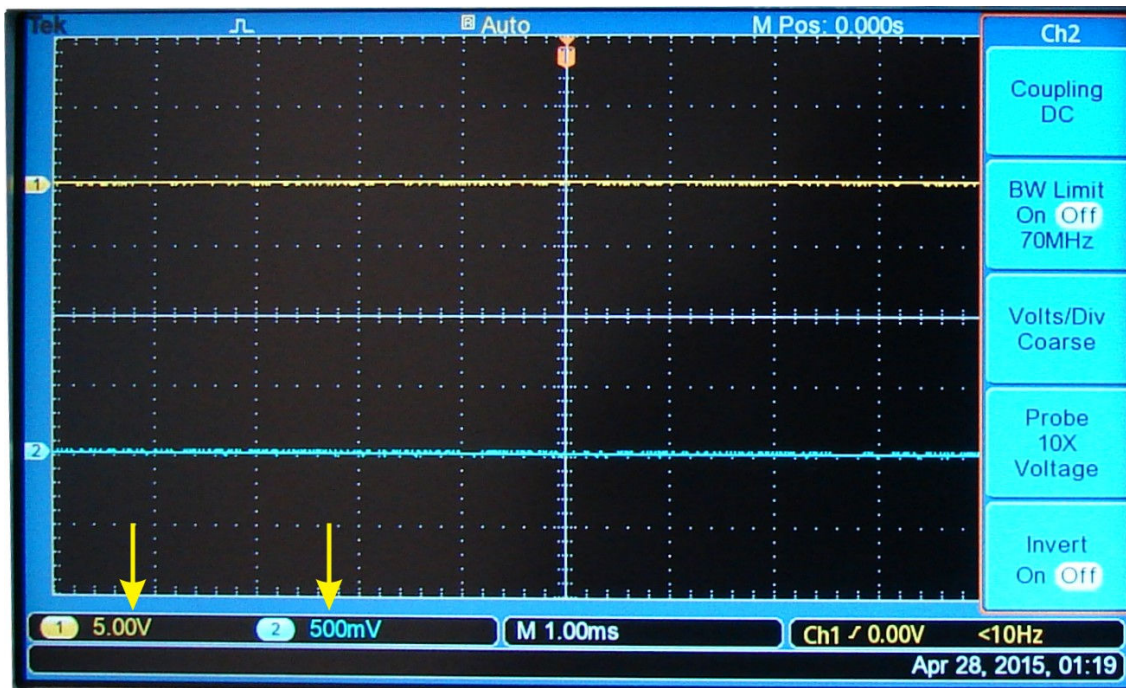 Tek
R Auto
M Pos: 0.000s
T
1
2
Ch2
Coupling
DC
BW Limit
On Off
70MHz
Volts/Div
Coarse
Probe
10X
Voltage
Invert
On Off
1 5.00V
2 500mV
M 1.00ms
Ch1 0.00V <10Hz
Apr 28, 2015, 01:19